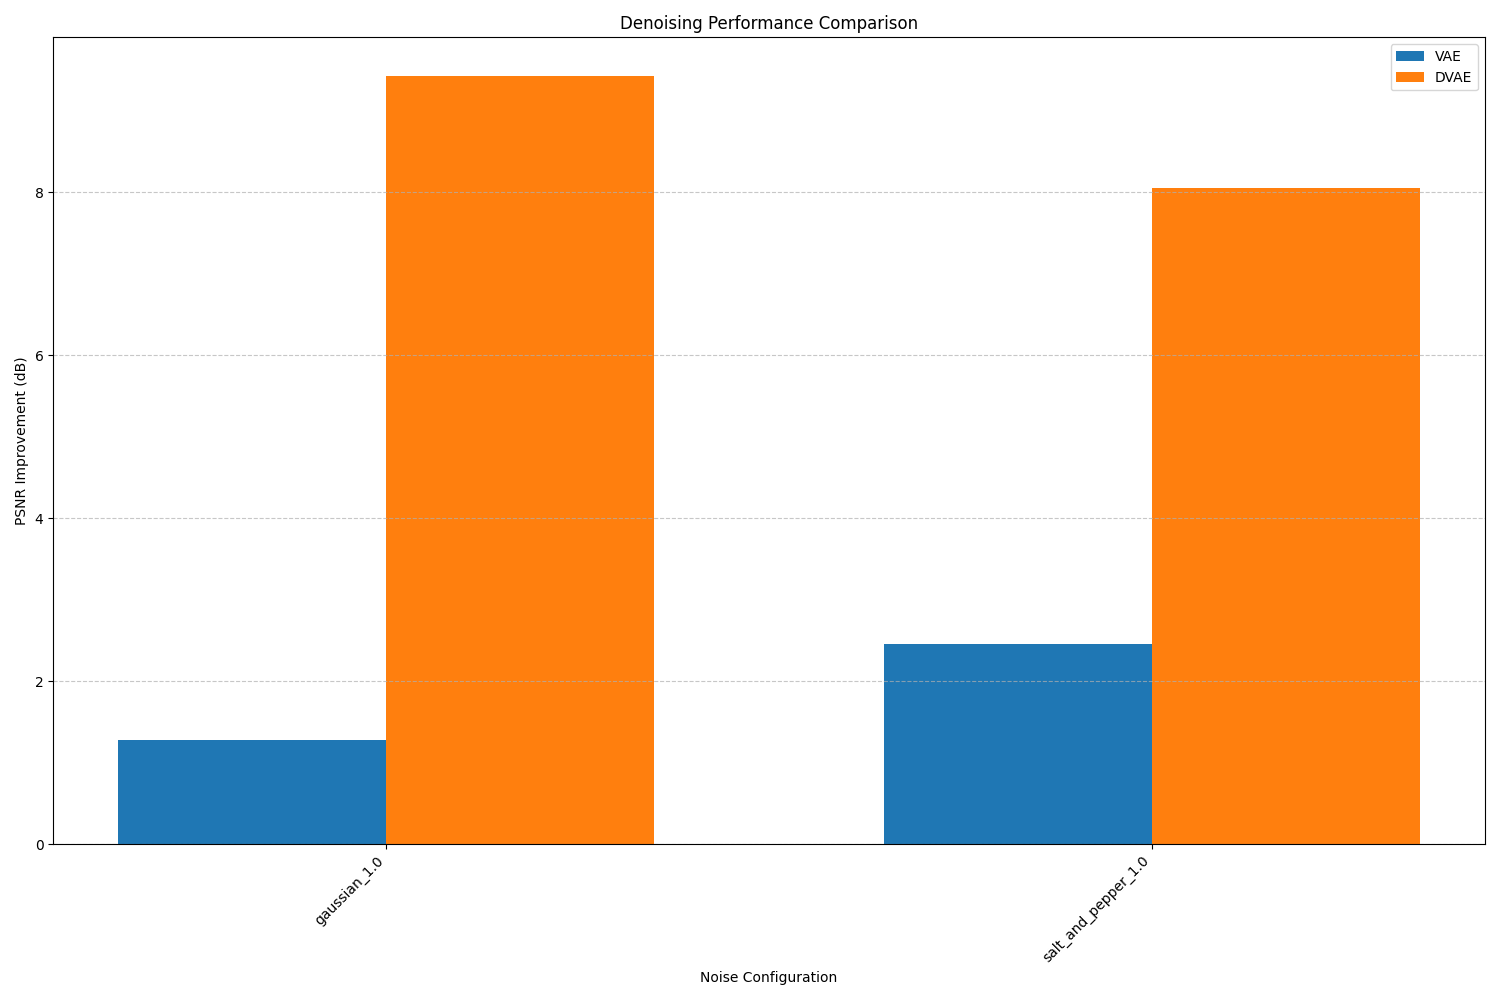 Denoising Performance Comparison
VAE
DVAE
PSNR Improvement (dB)
8
6
4
2
0
gaussian_1.0
salt_and_pepper_1.0
Noise Configuration